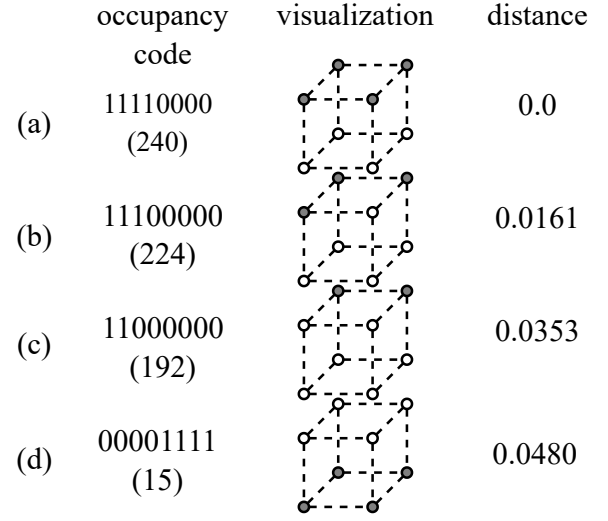 occupancy code visualization distance
(a) 11110000 (240) 0.0
(b) 11100000 (224) 0.0161
(c) 11000000 (192) 0.0353
(d) 00001111 (15) 0.0480